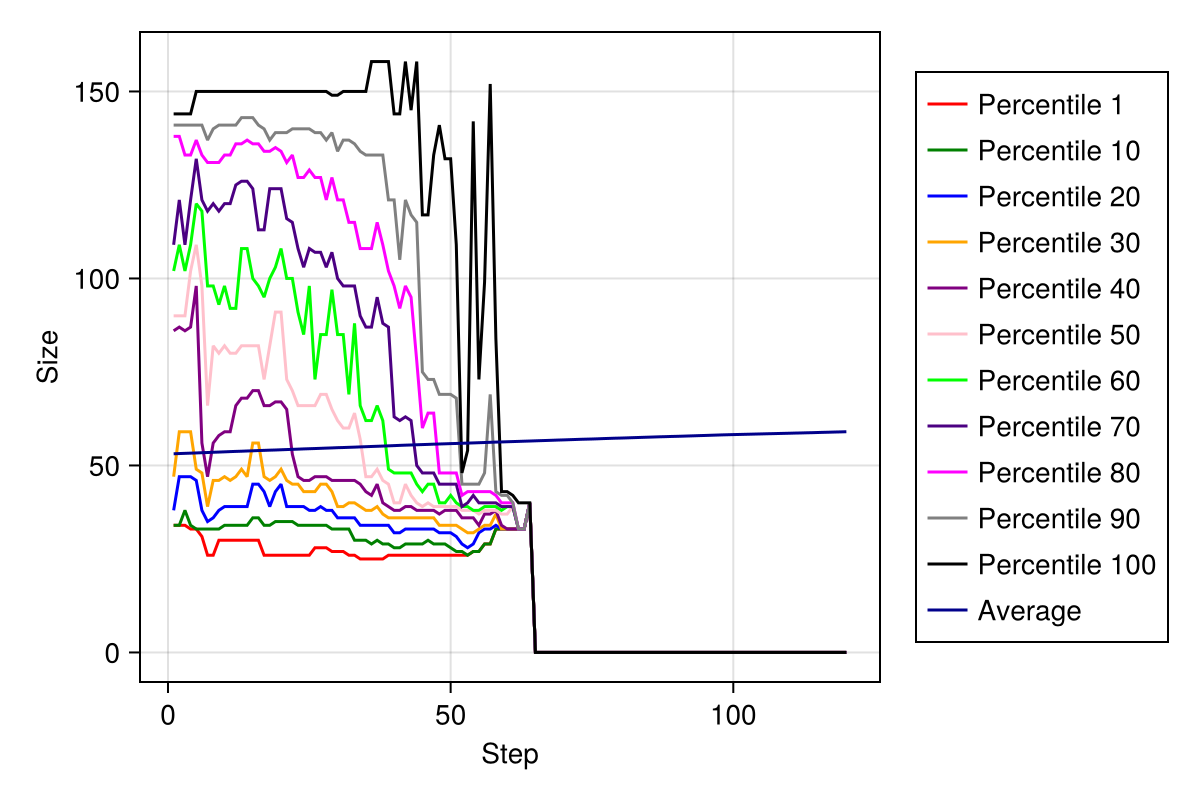 150
100
50
0
Size
0
50
100
Step
Percentile 1
Percentile 10
Percentile 20
Percentile 30
Percentile 40
Percentile 50
Percentile 60
Percentile 70
Percentile 80
Percentile 90
Percentile 100
Average